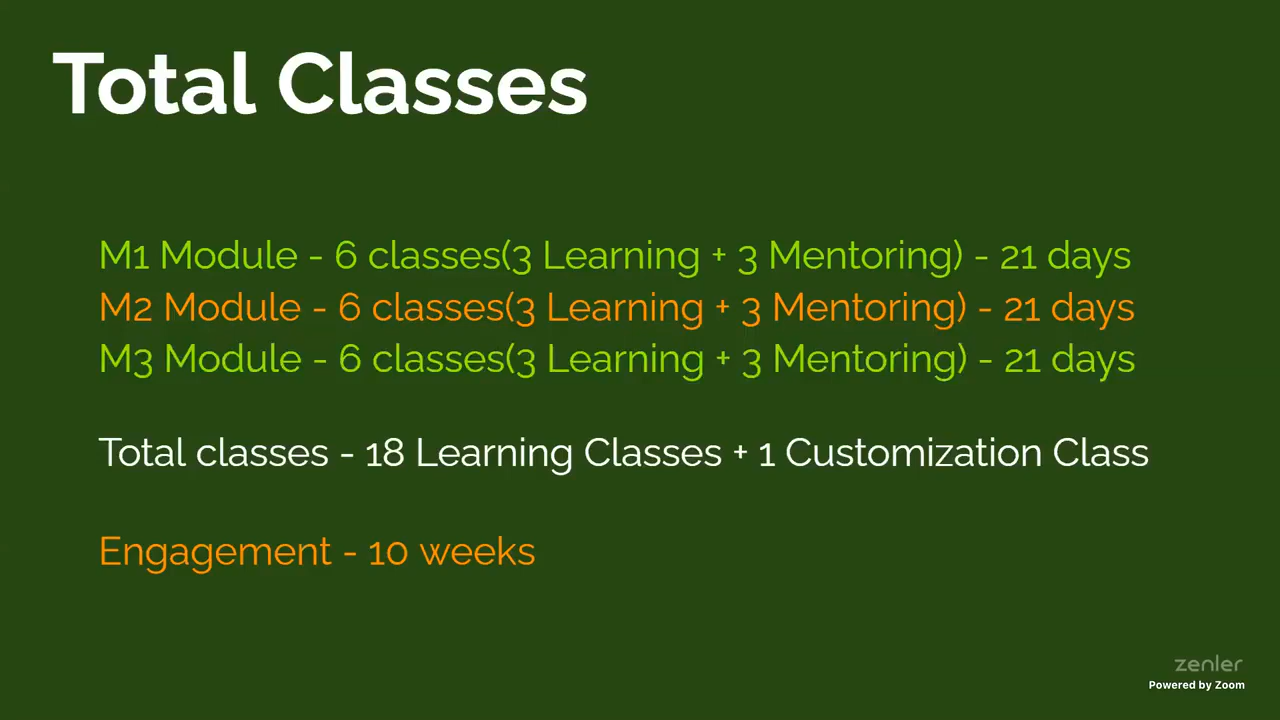 Total Classes
M1 Module - 6 classes(3 Learning + 3 Mentoring) - 21 days
M2 Module - 6 classes(3 Learning + 3 Mentoring) - 21 days
M3 Module - 6 classes(3 Learning + 3 Mentoring) - 21 days
Total classes - 18 Learning Classes + 1 Customization Class
Engagement - 10 weeks
zenler
Powered by Zoom